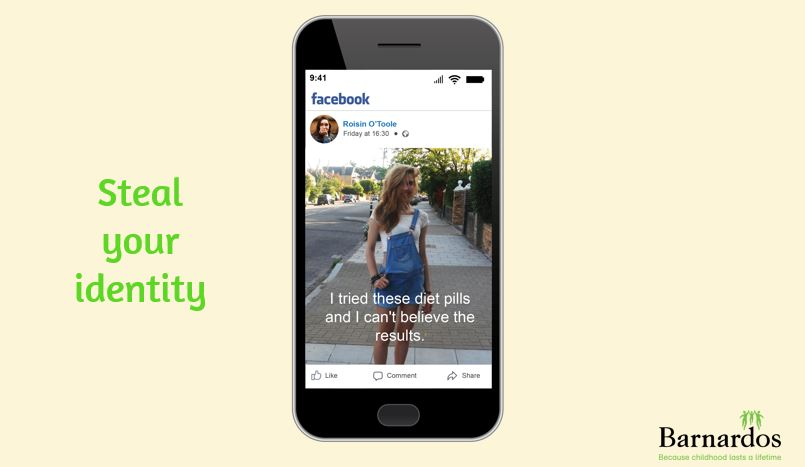 Steal
your
identity
9:41
facebook
Roisin O'Toole
Friday at 16:30
I tried these diet pills
and I can't believe the
results.
Like Comment Share
Barnardos
Because childhood lasts a lifetime